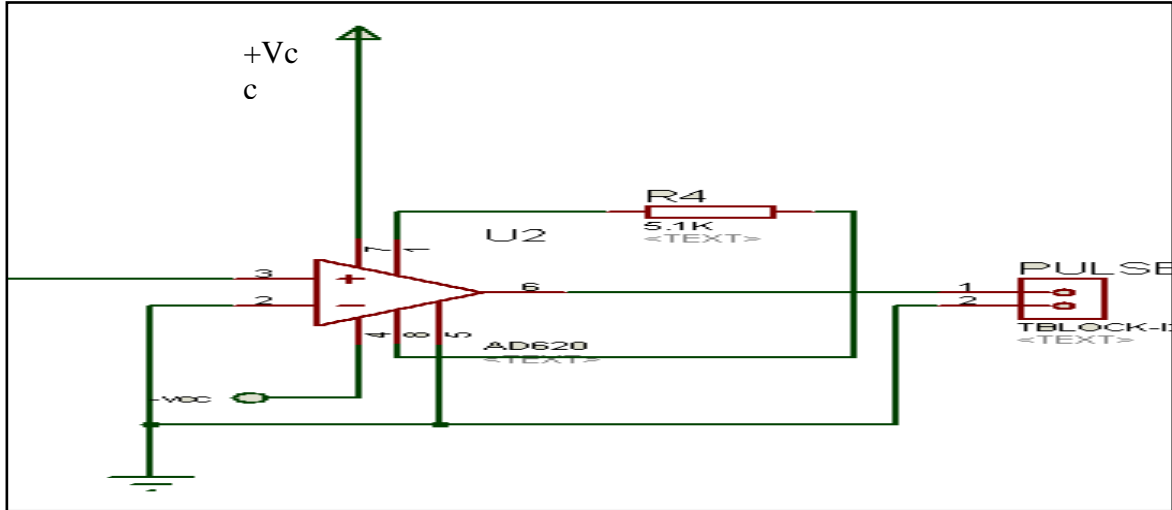 +Vc
c
R4
5.1K
<TEXT>
U2
7
1
3
+
2
−
6
4
8
5
AD620
<TEXT>
-VCC
PULSE
1
2
TBLOCK-I
<TEXT>